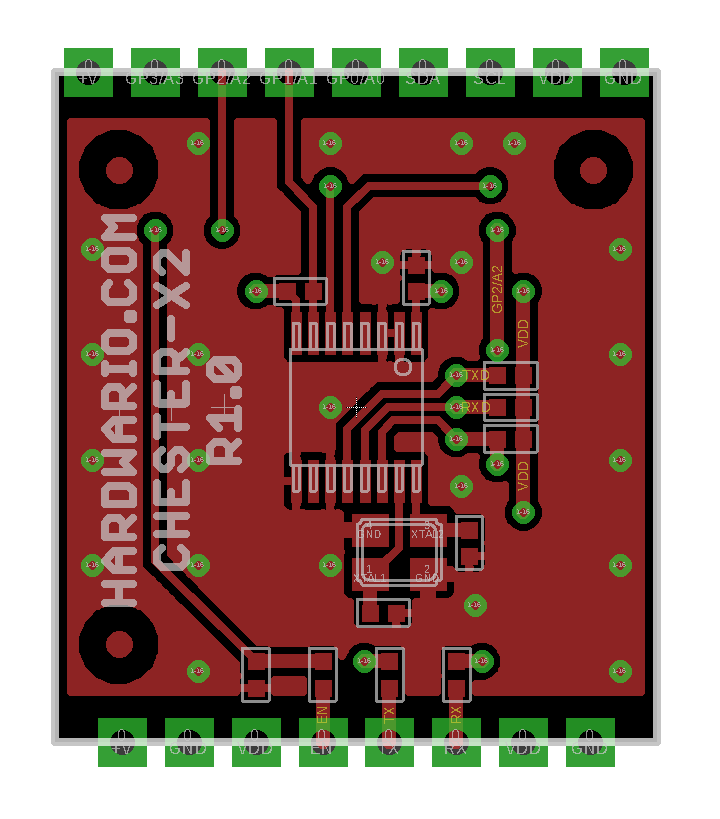 +V GP3/A3 GP2/A2 GP1/A1 GP0/A0 SDA SCL VDD GND
HARDWARIO.COM
CHESTER-X2
R1.0
GP2/A2
VDD
TXD
RXD
VDD
4 3
GND XTAL2
1 2
XTAL1 GND
EN TX RX
+V GND VDD EN TX RX VDD GND